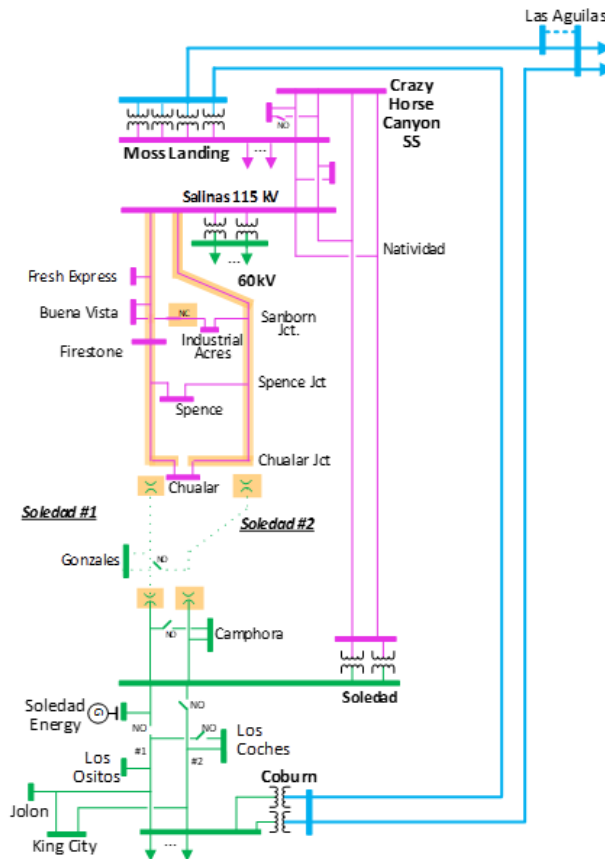 Las Aguilas
Crazy
Horse
Canyon
SS
NO
Moss Landing
...
Salinas 115 kV
Natividad
...
60kV
Fresh Express
Buena Vista
NC
Sanborn
Jct.
Industrial
Acres
Firestone
Spence Jct
Spence
Chualar Jct
Chualar
Soledad #1
Soledad #2
Gonzales
NO
NO
Camphora
Soledad
Soledad
Energy
G
NO
NO
NO
Los
Coches
#1
#2
Los
Ositos
Coburn
Jolon
King City
...